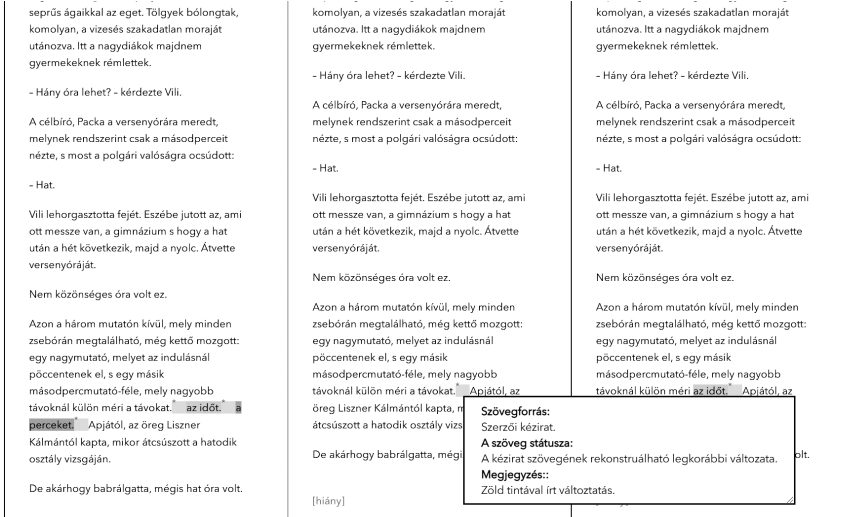 seprűs ágaikkal az eget. Tölgyek bólongtak,
komolyan, a vizesés szakadatlan moraját
utánozva. Itt a nagydiákok majdnem
gyermekeknek rémlettek.
– Hány óra lehet? – kérdezte Vili.
A célbíró, Packa a versenyórára meredt,
melynek rendszerint csak a másodperceit
nézte, s most a polgári valóságra ocsúdott:
– Hat.
Vili lehorgasztotta fejét. Eszébe jutott az, ami
ott messze van, a gimnázium s hogy a hat
után a hét következik, majd a nyolc. Átvette
versenyóráját.
Nem közönséges óra volt ez.
Azon a három mutatón kívül, mely minden
zsebórán megtalálható, még kettő mozgott:
egy nagymutató, melyet az indulásnál
pöccentenek el, s egy másik
másodpercmutató-féle, mely nagyobb
távoknál külön méri a távokat.* az időt.* a
perceket.* Apjától, az öreg Liszner
Kálmántól kapta, mikor átcsúszott a hatodik
osztály vizsgáján.
De akárhogy babrálgatta, mégis hat óra volt.
komolyan, a vizesés szakadatlan moraját
utánozva. Itt a nagydiákok majdnem
gyermekeknek rémlettek.
– Hány óra lehet? – kérdezte Vili.
A célbíró, Packa a versenyórára meredt,
melynek rendszerint csak a másodperceit
nézte, s most a polgári valóságra ocsúdott:
– Hat.
Vili lehorgasztotta fejét. Eszébe jutott az, ami
ott messze van, a gimnázium s hogy a hat
után a hét következik, majd a nyolc. Átvette
versenyóráját.
Nem közönséges óra volt ez.
Azon a három mutatón kívül, mely minden
zsebórán megtalálható, még kettő mozgott:
egy nagymutató, melyet az indulásnál
pöccentenek el, s egy másik
másodpercmutató-féle, mely nagyobb
távoknál külön méri a távokat.* Apjától, az
öreg Liszner Kálmántól kapta, m
átcsúszott a hatodik osztály vizs
De akárhogy babrálgatta, mégi
[hiány]
komolyan, a vizesés szakadatlan moraját
utánozva. Itt a nagydiákok majdnem
gyermekeknek rémlettek.
– Hány óra lehet? – kérdezte Vili.
A célbíró, Packa a versenyórára meredt,
melynek rendszerint csak a másodperceit
nézte, s most a polgári valóságra ocsúdott:
– Hat.
Vili lehorgasztotta fejét. Eszébe jutott az, ami
ott messze van, a gimnázium s hogy a hat
után a hét következik, majd a nyolc. Átvette
versenyóráját.
Nem közönséges óra volt ez.
Azon a három mutatón kívül, mely minden
zsebórán megtalálható, még kettő mozgott:
egy nagymutató, melyet az indulásnál
pöccentenek el, s egy másik
másodpercmutató-féle, mely nagyobb
távoknál külön méri az időt.* Apjától, az
olt.
Szövegforrás:
Szerzői kézirat.
A szöveg státusza:
A kézirat szövegének rekonstruálható legkorábbi változata.
Megjegyzés::
Zöld tintával írt változtatás.